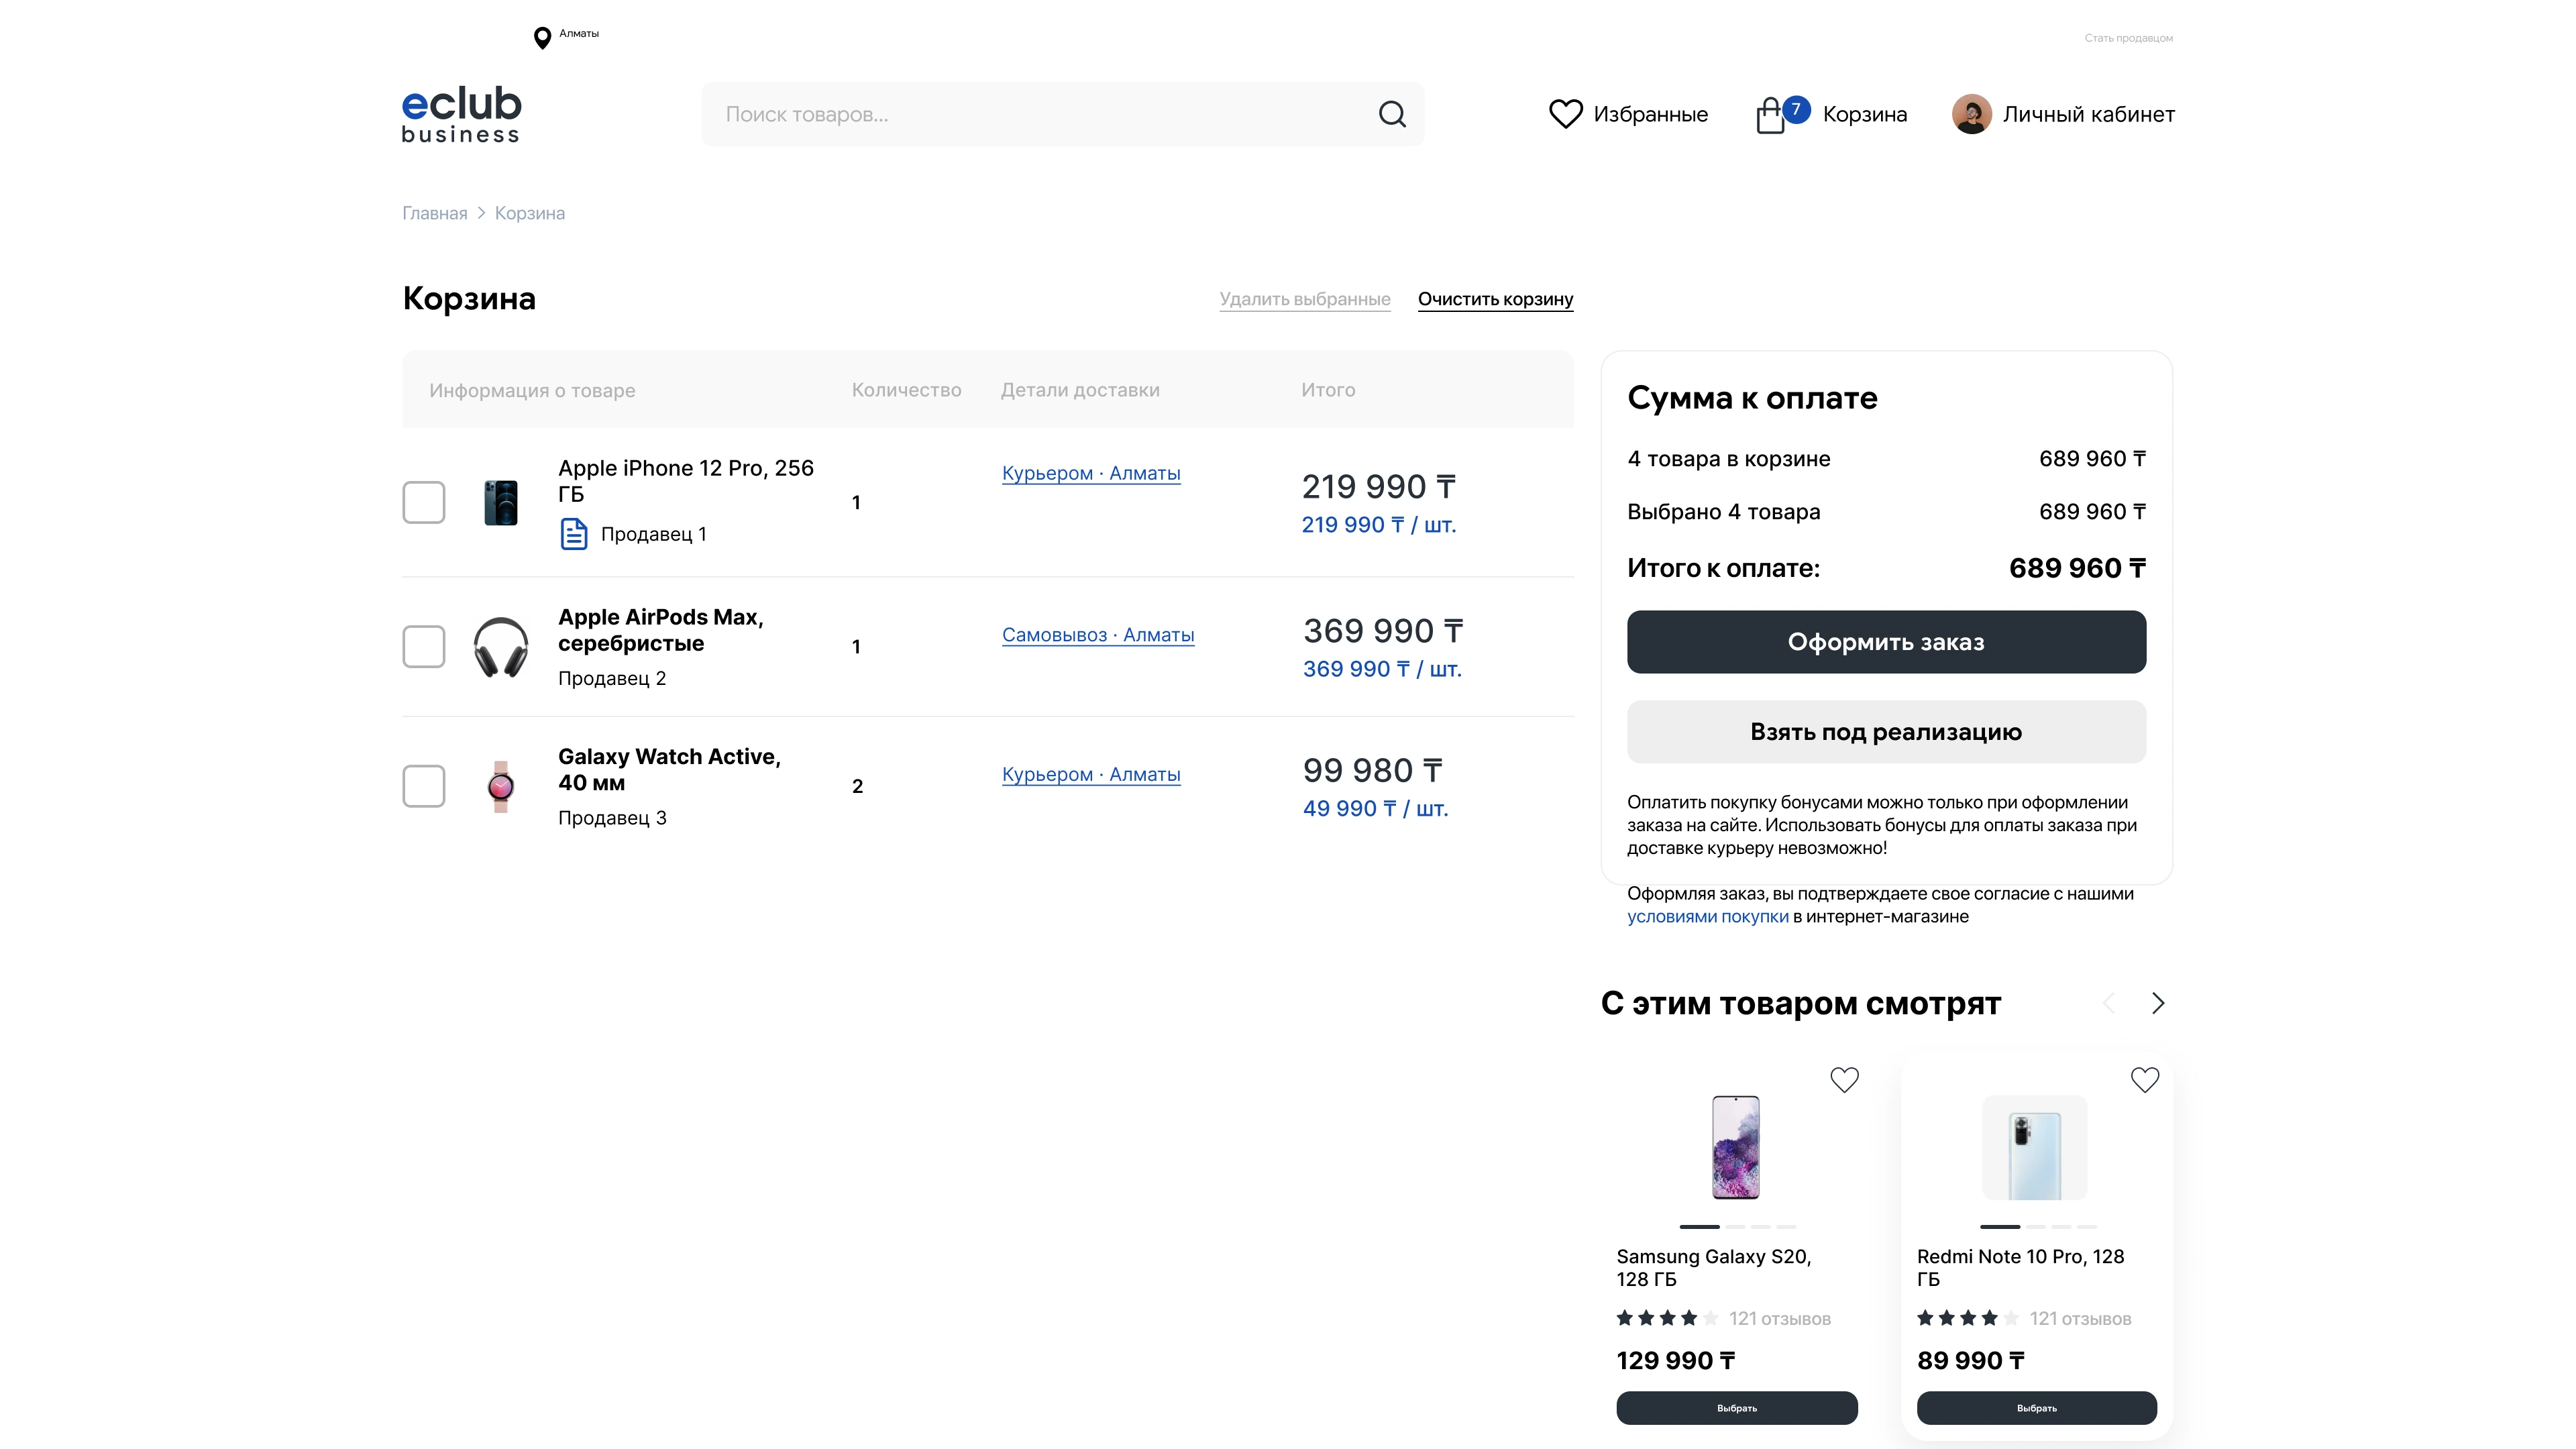 Алматы
Стать продавцом
eclub
business
Поиск товаров...
Избранные
7
Корзина
Личный кабинет
Главная > Корзина
Корзина
Удалить выбранные
Очистить корзину
Информация о товаре
Количество
Детали доставки
Итого
Apple iPhone 12 Pro, 256
ГБ
Продавец 1
1
Курьером · Алматы
219 990 ₸
219 990 ₸ / шт.
Apple AirPods Max,
серебристые
Продавец 2
1
Самовывоз · Алматы
369 990 ₸
369 990 ₸ / шт.
Galaxy Watch Active,
40 мм
Продавец 3
2
Курьером · Алматы
99 980 ₸
49 990 ₸ / шт.
Сумма к оплате
4 товара в корзине
689 960 ₸
Выбрано 4 товара
689 960 ₸
Итого к оплате:
689 960 ₸
Оформить заказ
Взять под реализацию
Оплатить покупку бонусами можно только при оформлении
заказа на сайте. Использовать бонусы для оплаты заказа при
доставке курьеру невозможно!
Оформляя заказ, вы подтверждаете свое согласие с нашими
условиями покупки в интернет-магазине
С этим товаром смотрят
Samsung Galaxy S20,
128 ГБ
121 отзывов
129 990 ₸
Выбрать
Redmi Note 10 Pro, 128
ГБ
121 отзывов
89 990 ₸
Выбрать